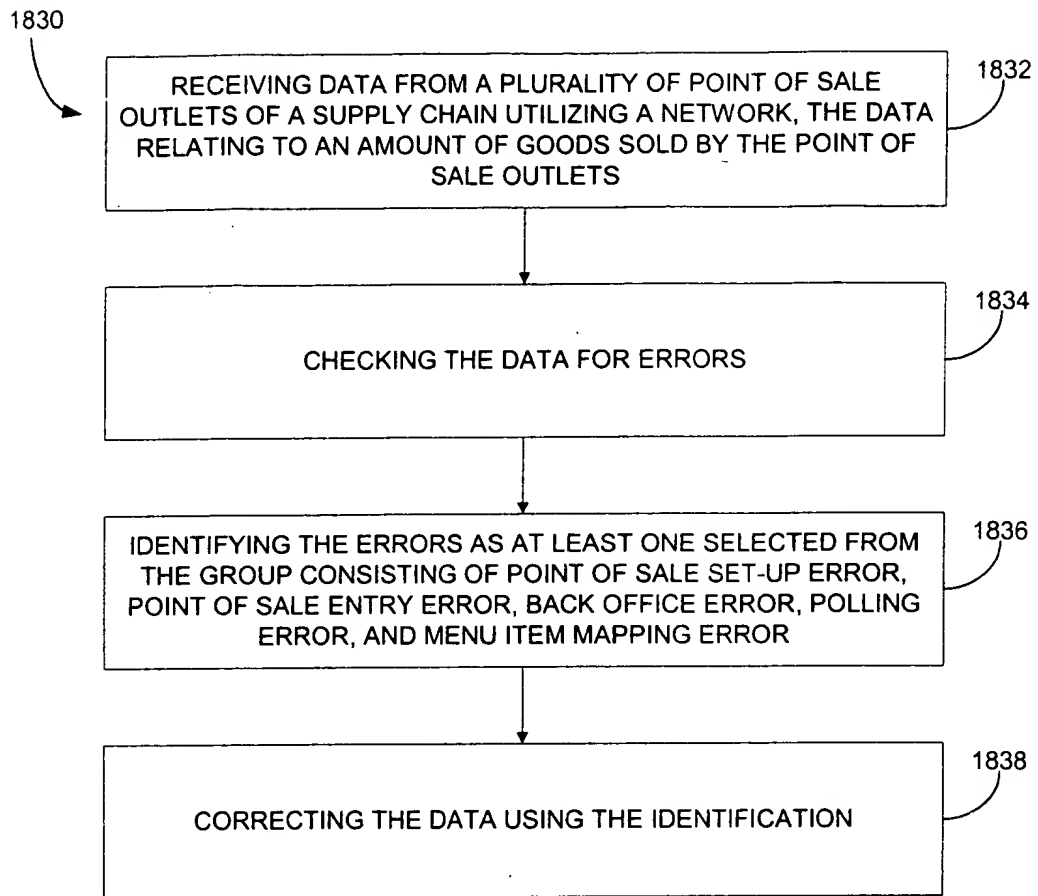 1830
RECEIVING DATA FROM A PLURALITY OF POINT OF SALE
OUTLETS OF A SUPPLY CHAIN UTILIZING A NETWORK, THE DATA
RELATING TO AN AMOUNT OF GOODS SOLD BY THE POINT OF
SALE OUTLETS
1832
CHECKING THE DATA FOR ERRORS
1834
IDENTIFYING THE ERRORS AS AT LEAST ONE SELECTED FROM
THE GROUP CONSISTING OF POINT OF SALE SET-UP ERROR,
POINT OF SALE ENTRY ERROR, BACK OFFICE ERROR, POLLING
ERROR, AND MENU ITEM MAPPING ERROR
1836
CORRECTING THE DATA USING THE IDENTIFICATION
1838